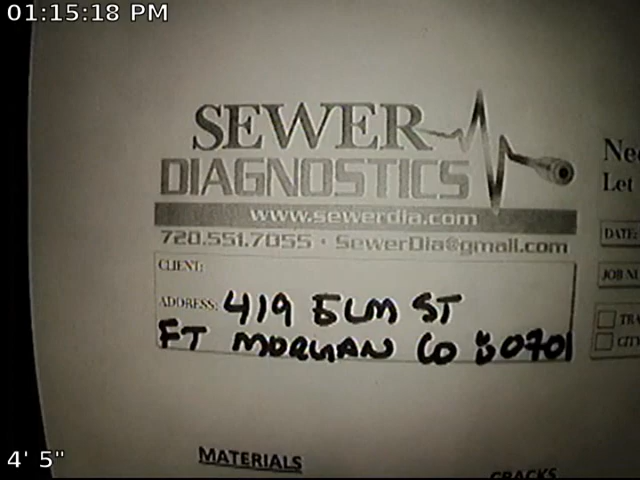 01:15:18 PM
SEWER
DIAGNOSTICS
www.sewerdia.com
720.551.7055 · SewerDia@gmail.com
CLIENT:
ADDRESS: 419 ELM ST
FT MORGAN CO 80701
Let
DATE:
4' 5"
MATERIALS
CRACKS